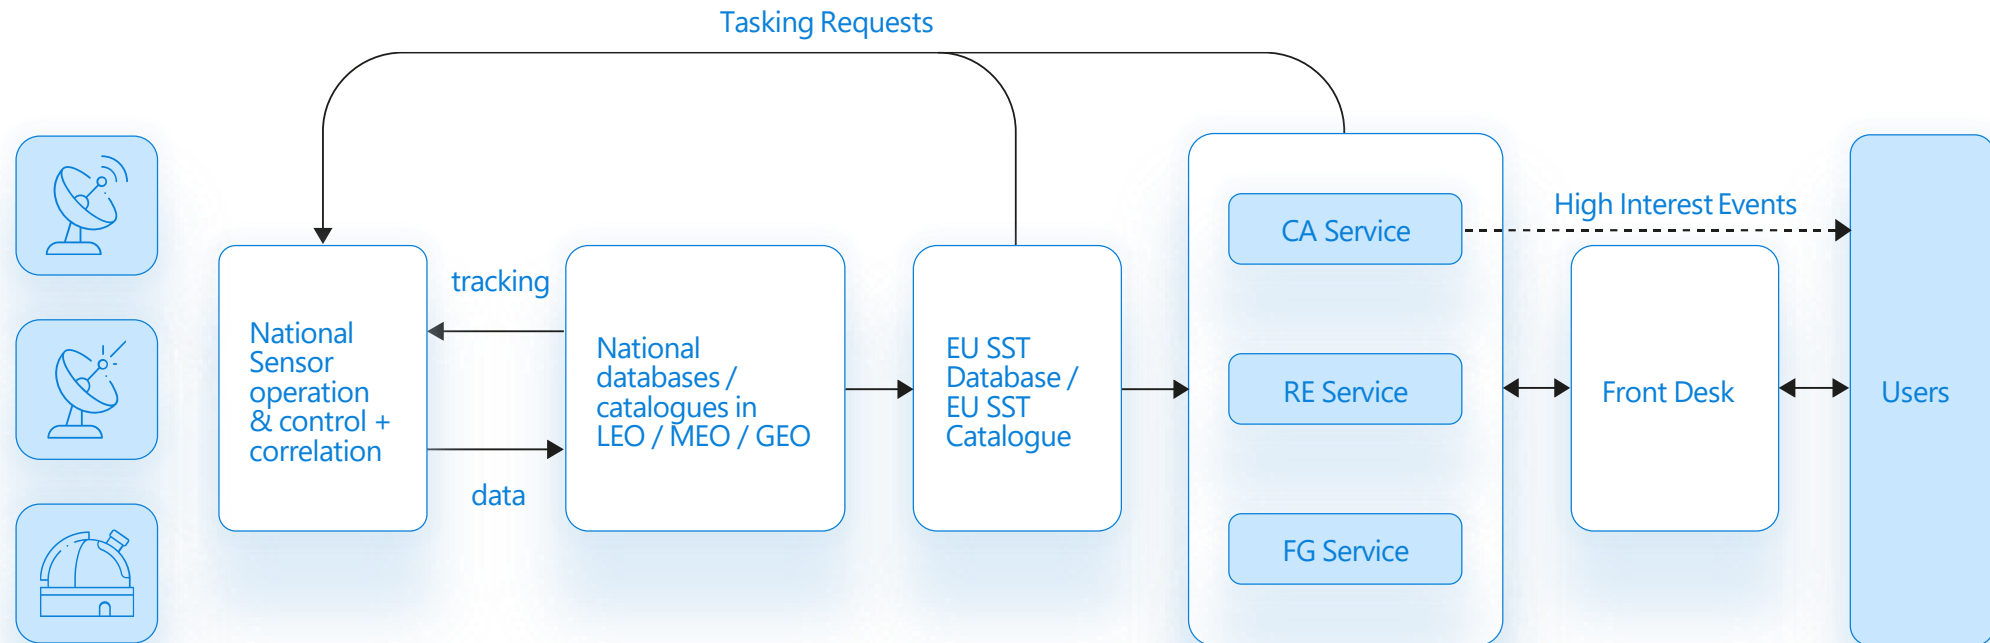 Tasking Requests
National
Sensor
operation
& control +
correlation
tracking
data
National
databases /
catalogues in
LEO / MEO / GEO
EU SST
Database /
EU SST
Catalogue
CA Service
RE Service
FG Service
High Interest Events
Front Desk
Users